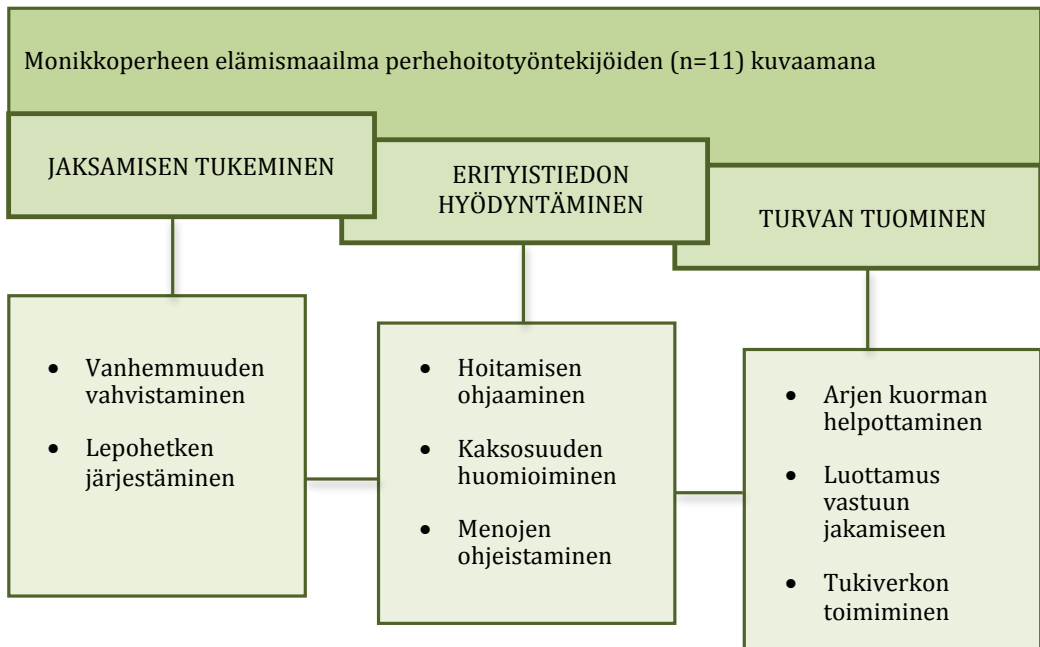 Monikkoperheen elämismaailma perhehoitotyöntekijöiden (n=11) kuvaamana
JAKSAMISEN TUKEMINEN
ERITYISTIEDON
HYÖDYNTÄMINEN
TURVAN TUOMINEN
• Vanhemmuuden
vahvistaminen
• Lepohetken
järjestäminen
• Hoitamisen
ohjaaminen
• Kaksosuuden
huomioiminen
• Menojen
ohjeistaminen
• Arjen kuorman
helpottaminen
• Luottamus
vastuun
jakamiseen
• Tukiverkon
toimiminen